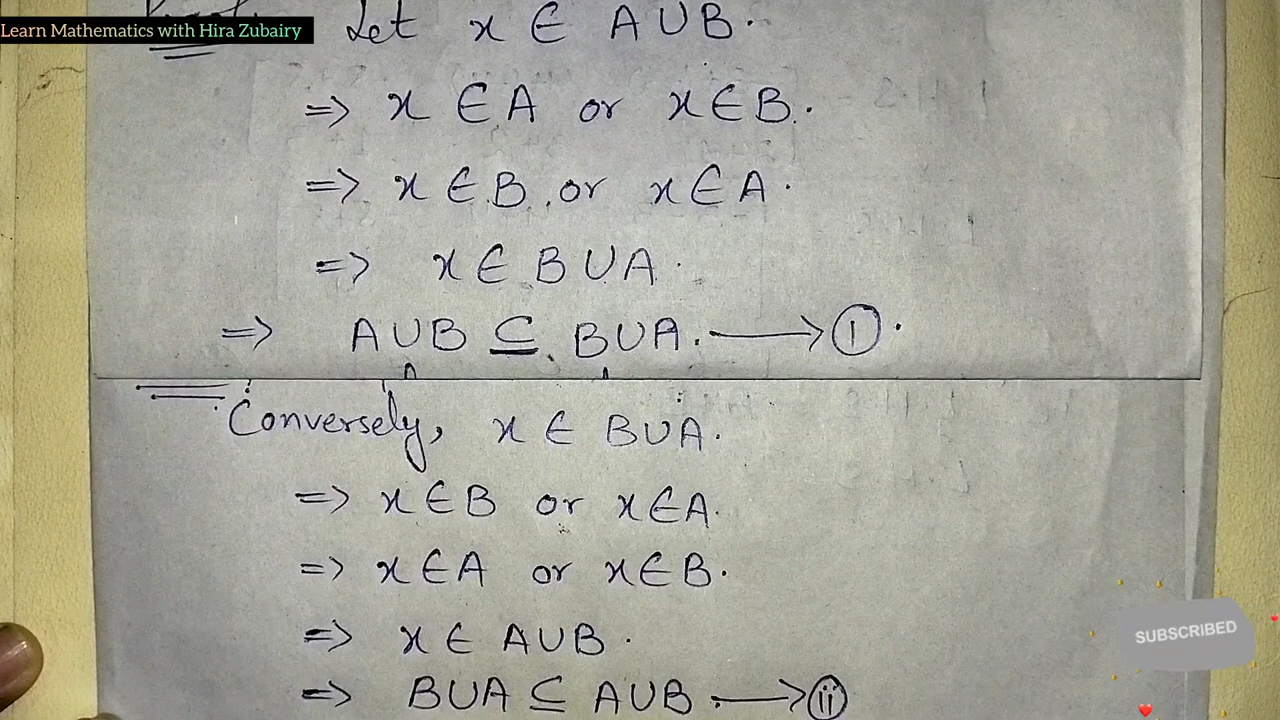 Learn Mathematics with Hira Zubairy
Let x ∈ A ∪ B.
=> x ∈ A or x ∈ B.
=> x ∈ B or x ∈ A.
=> x ∈ B ∪ A.
=> A ∪ B ⊆ B ∪ A. ⟶ ①.
Conversely, x ∈ B ∪ A.
=> x ∈ B or x ∈ A.
=> x ∈ A or x ∈ B.
=> x ∈ A ∪ B.
=> B ∪ A ⊆ A ∪ B ⟶ ⓘⓘ
SUBSCRIBED